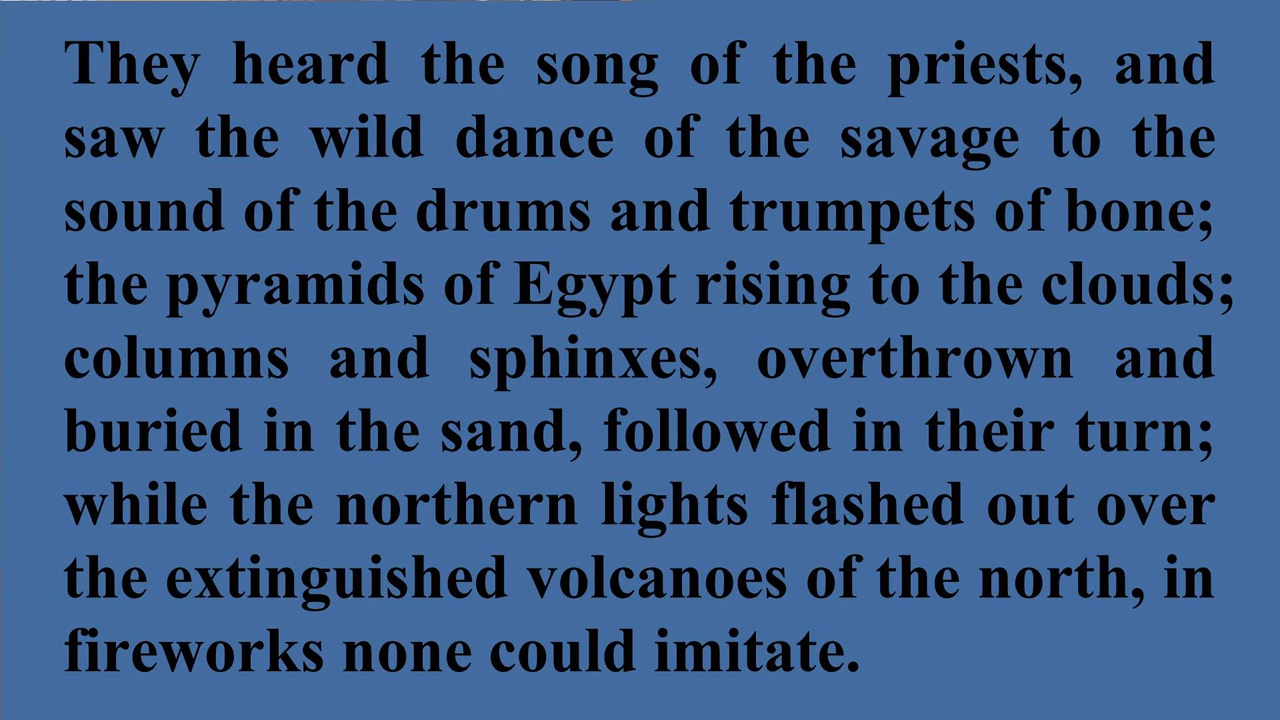 They heard the song of the priests, and
saw the wild dance of the savage to the
sound of the drums and trumpets of bone;
the pyramids of Egypt rising to the clouds;
columns and sphinxes, overthrown and
buried in the sand, followed in their turn;
while the northern lights flashed out over
the extinguished volcanoes of the north, in
fireworks none could imitate.